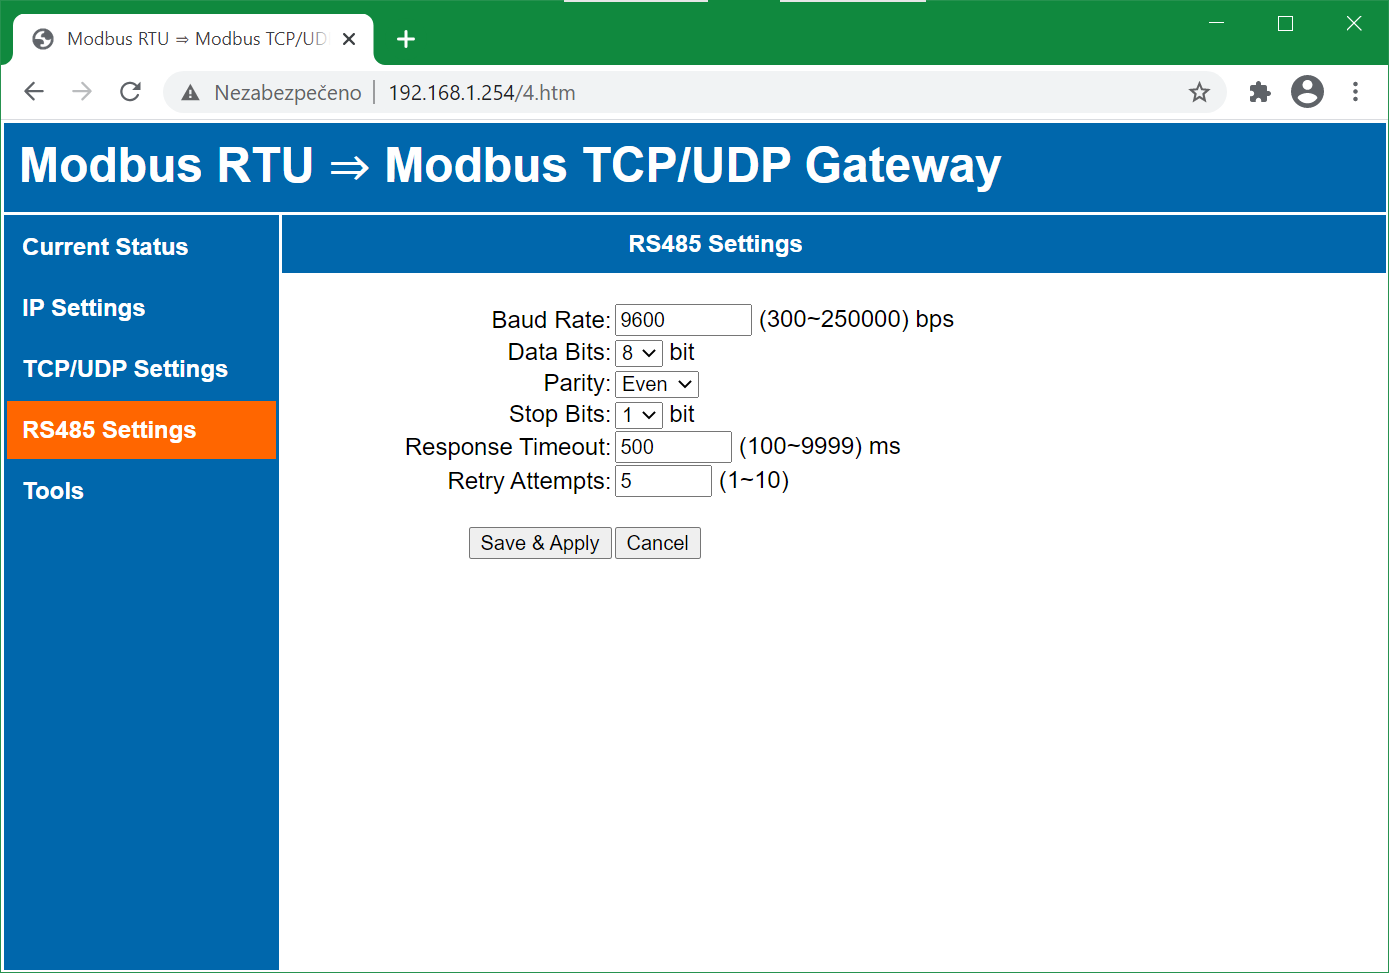 Modbus RTU ⇒ Modbus TCP/UD
Nezabezpečeno | 192.168.1.254/4.htm
Modbus RTU ⇒ Modbus TCP/UDP Gateway
Current Status
IP Settings
TCP/UDP Settings
RS485 Settings
Tools
RS485 Settings
Baud Rate: 9600 (300~250000) bps
Data Bits: 8 bit
Parity: Even
Stop Bits: 1 bit
Response Timeout: 500 (100~9999) ms
Retry Attempts: 5 (1~10)
Save & Apply Cancel